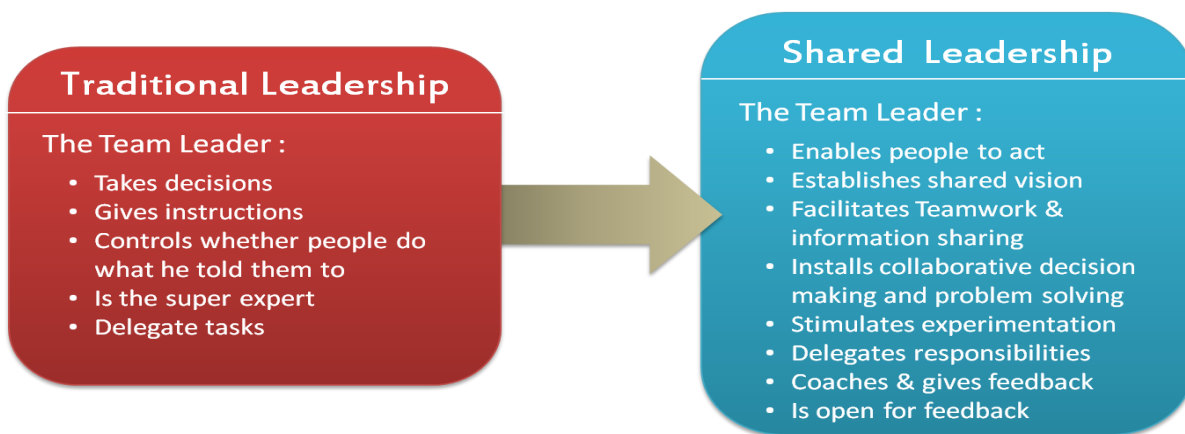 Traditional Leadership
The Team Leader :
• Takes decisions
• Gives instructions
• Controls whether people do
what he told them to
• Is the super expert
• Delegate tasks
Shared Leadership
The Team Leader :
• Enables people to act
• Establishes shared vision
• Facilitates Teamwork &
information sharing
• Installs collaborative decision
making and problem solving
• Stimulates experimentation
• Delegates responsibilities
• Coaches & gives feedback
• Is open for feedback